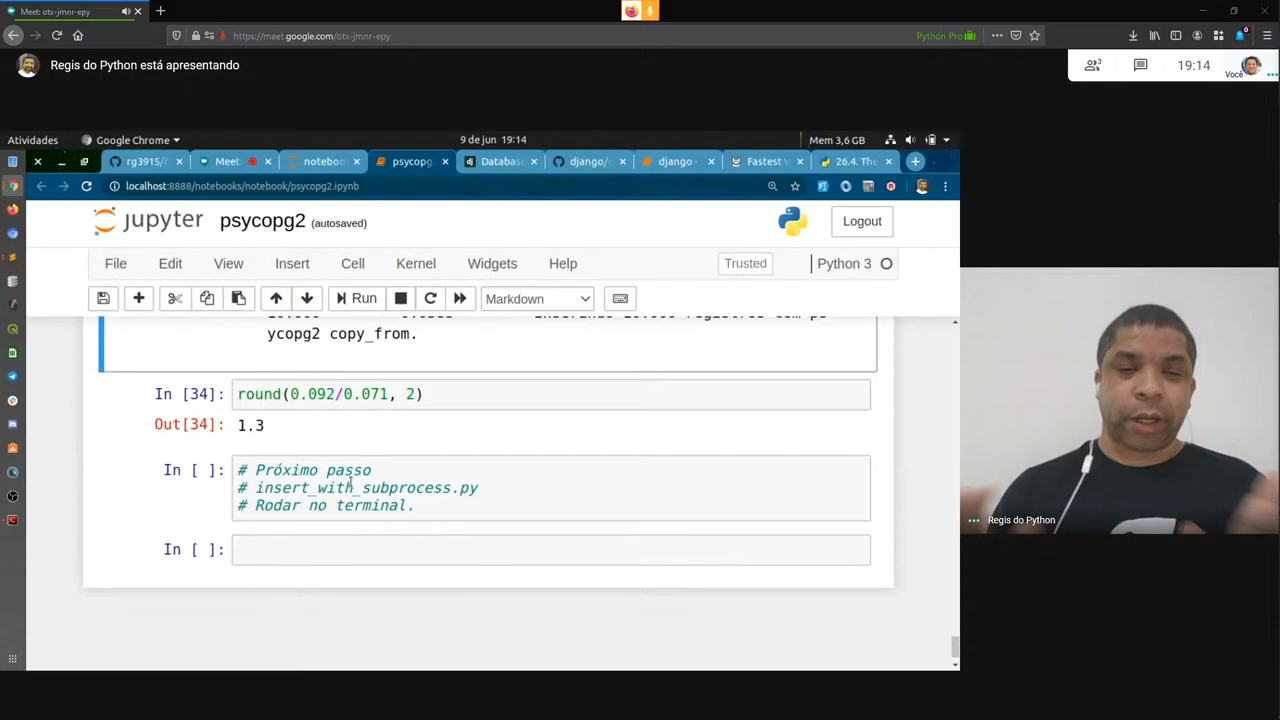 Meet: otx-jmnr-epy
https://meet.google.com/otx-jmnr-epy
Python Pro
Regis do Python está apresentando
3
19:14
Você
Atividades
Google Chrome
9 de jun 19:14
Mem 3,6 GB
rg3915/
Meet:
noteboo
psycopg
Databas
django/
django
Fastest v
26.4. The
localhost:8888/notebooks/notebook/psycopg2.ipynb
jupyter psycopg2 (autosaved)
Logout
File Edit View Insert Cell Kernel Widgets Help
Trusted
Python 3
Run
Markdown
ycopg2 copy_from.
In [34]: round(0.092/0.071, 2)
Out[34]: 1.3
In [ ]: # Próximo passo
# insert_with_subprocess.py
# Rodar no terminal.
In [ ]:
Regis do Python